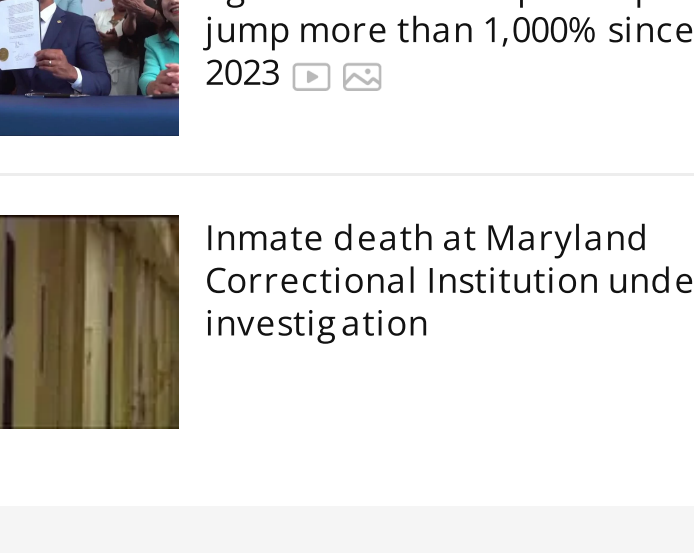 jump more than 1,000% since
2023
Inmate death at Maryland
Correctional Institution unde
investigation